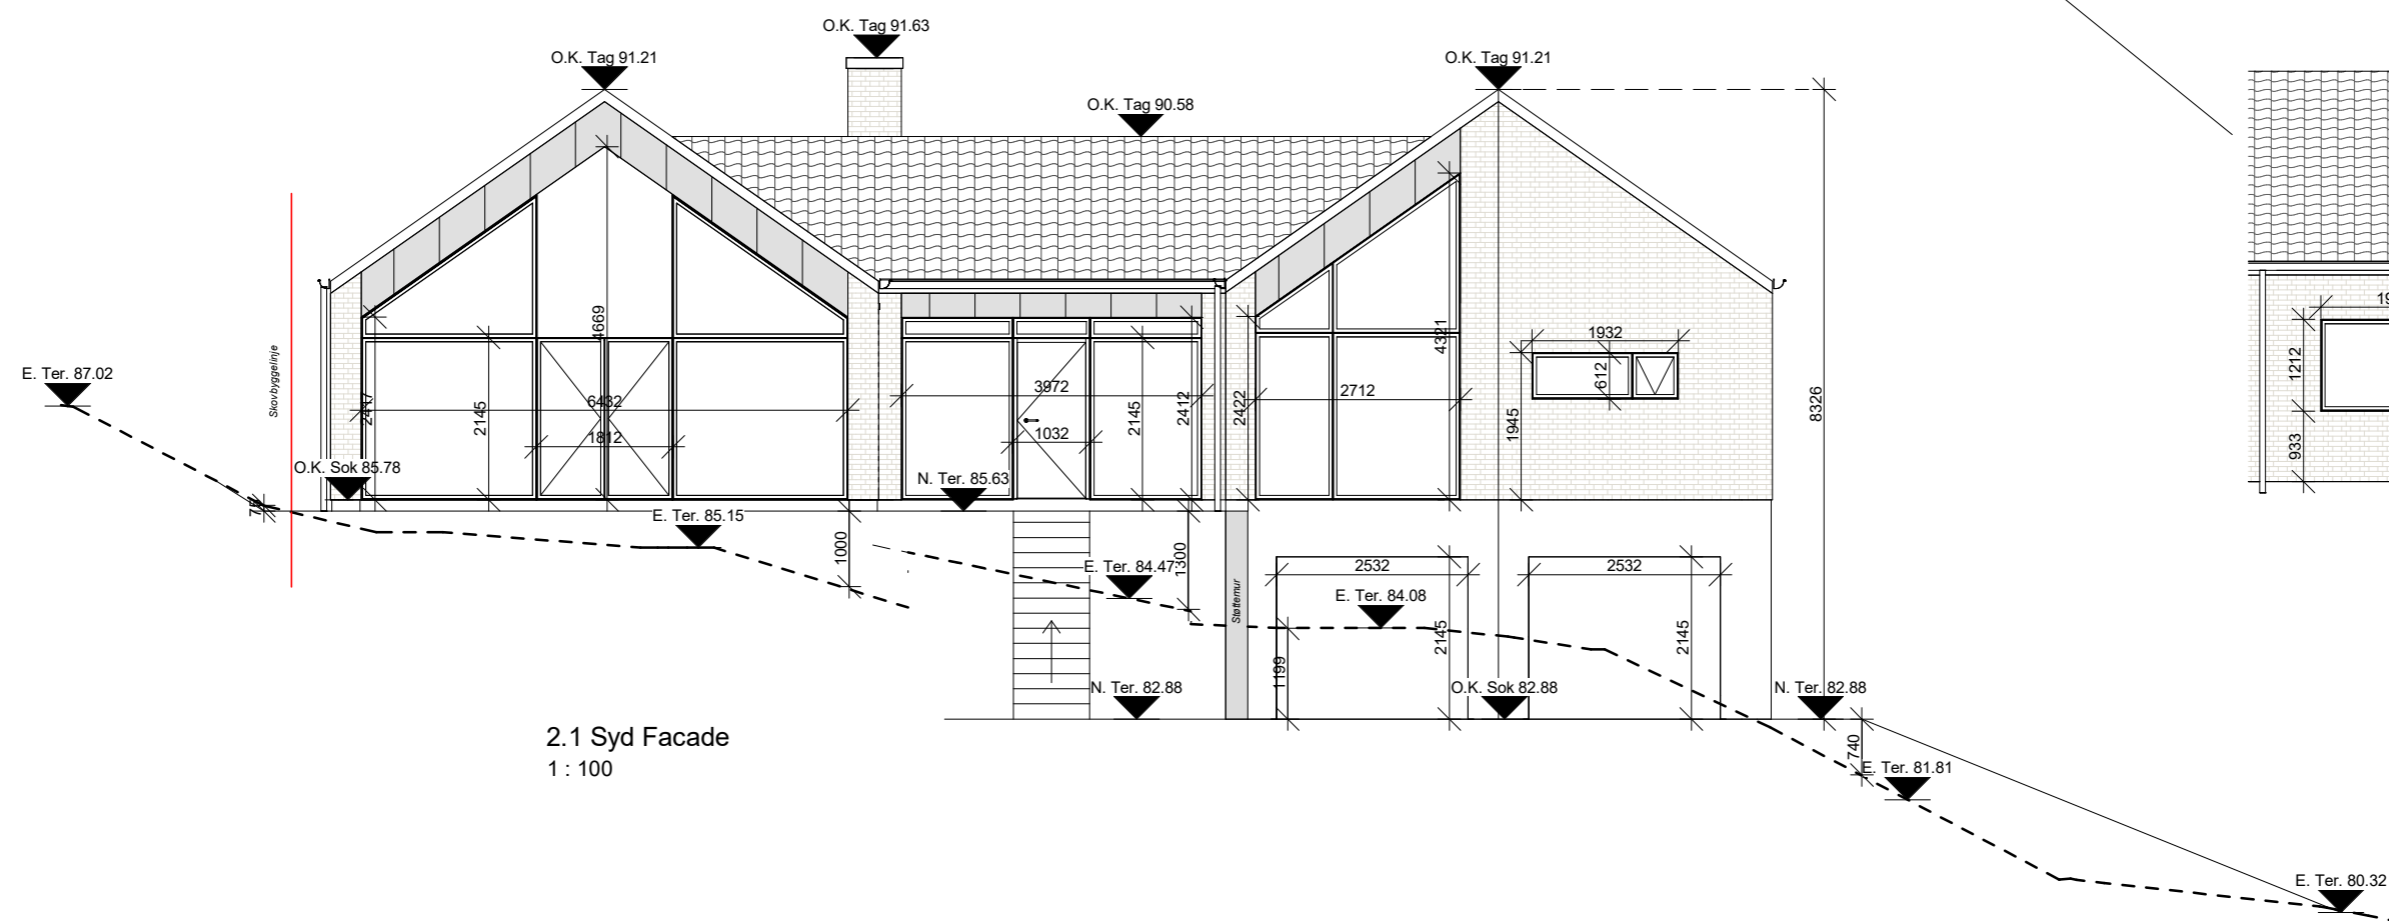 O.K. Tag 91.63
O.K. Tag 91.21
O.K. Tag 91.21
O.K. Tag 90.58
Skovbyggelinje
E. Ter. 87.02
4669
4321
1932
612
1212
933
8326
2417
2145
6432
1812
3972
1032
2145
2412
2422
2712
1945
O.K. Sok 85.78
N. Ter. 85.63
E. Ter. 85.15
1000
E. Ter. 84.47
1300
Støttemur
2532
2532
E. Ter. 84.08
2145
2145
1199
N. Ter. 82.88
O.K. Sok 82.88
N. Ter. 82.88
2.1 Syd Facade
1 : 100
740
E. Ter. 81.81
E. Ter. 80.32